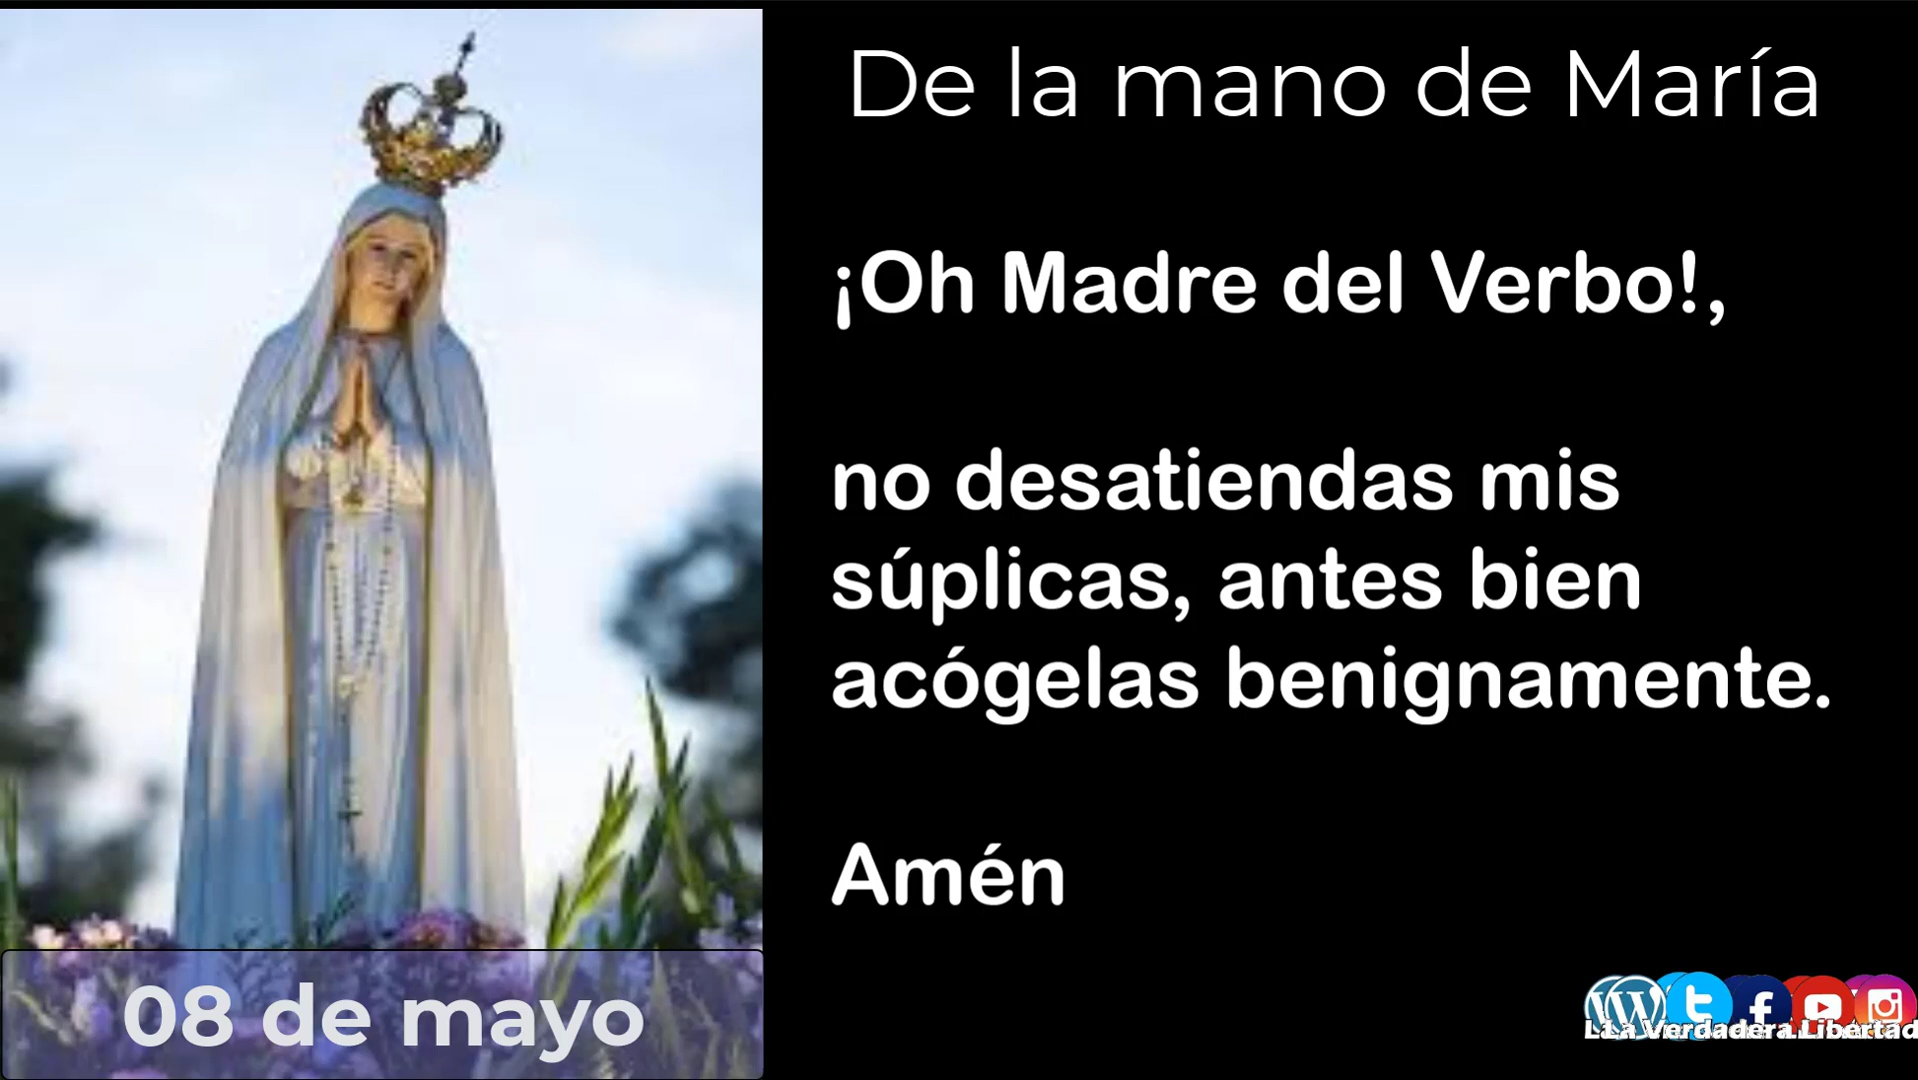 De la mano de María
¡Oh Madre del Verbo!,
no desatiendas mis
súplicas, antes bien
acógelas benignamente.
Amén
08 de mayo
La Verdadera Libertad